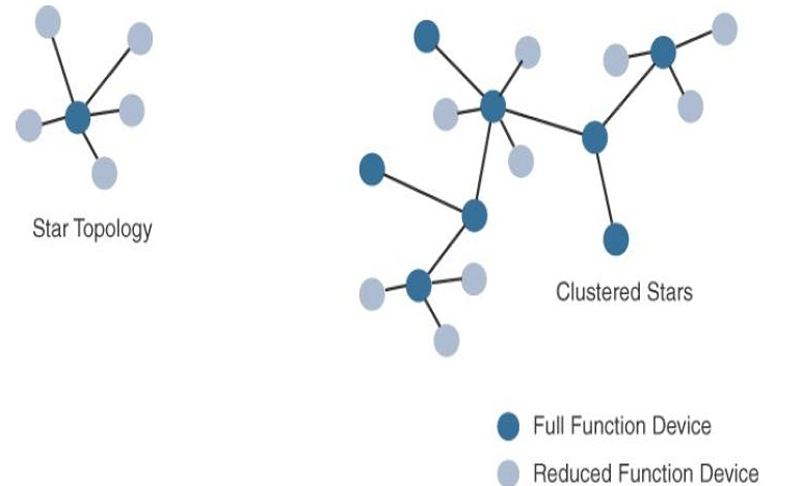 Star Topology
Clustered Stars
Full Function Device
Reduced Function Device